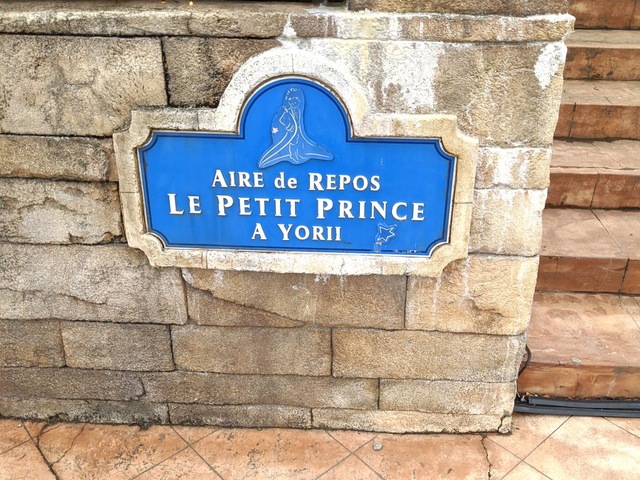 AIRE de REPOS
LE PETIT PRINCE
A YORII